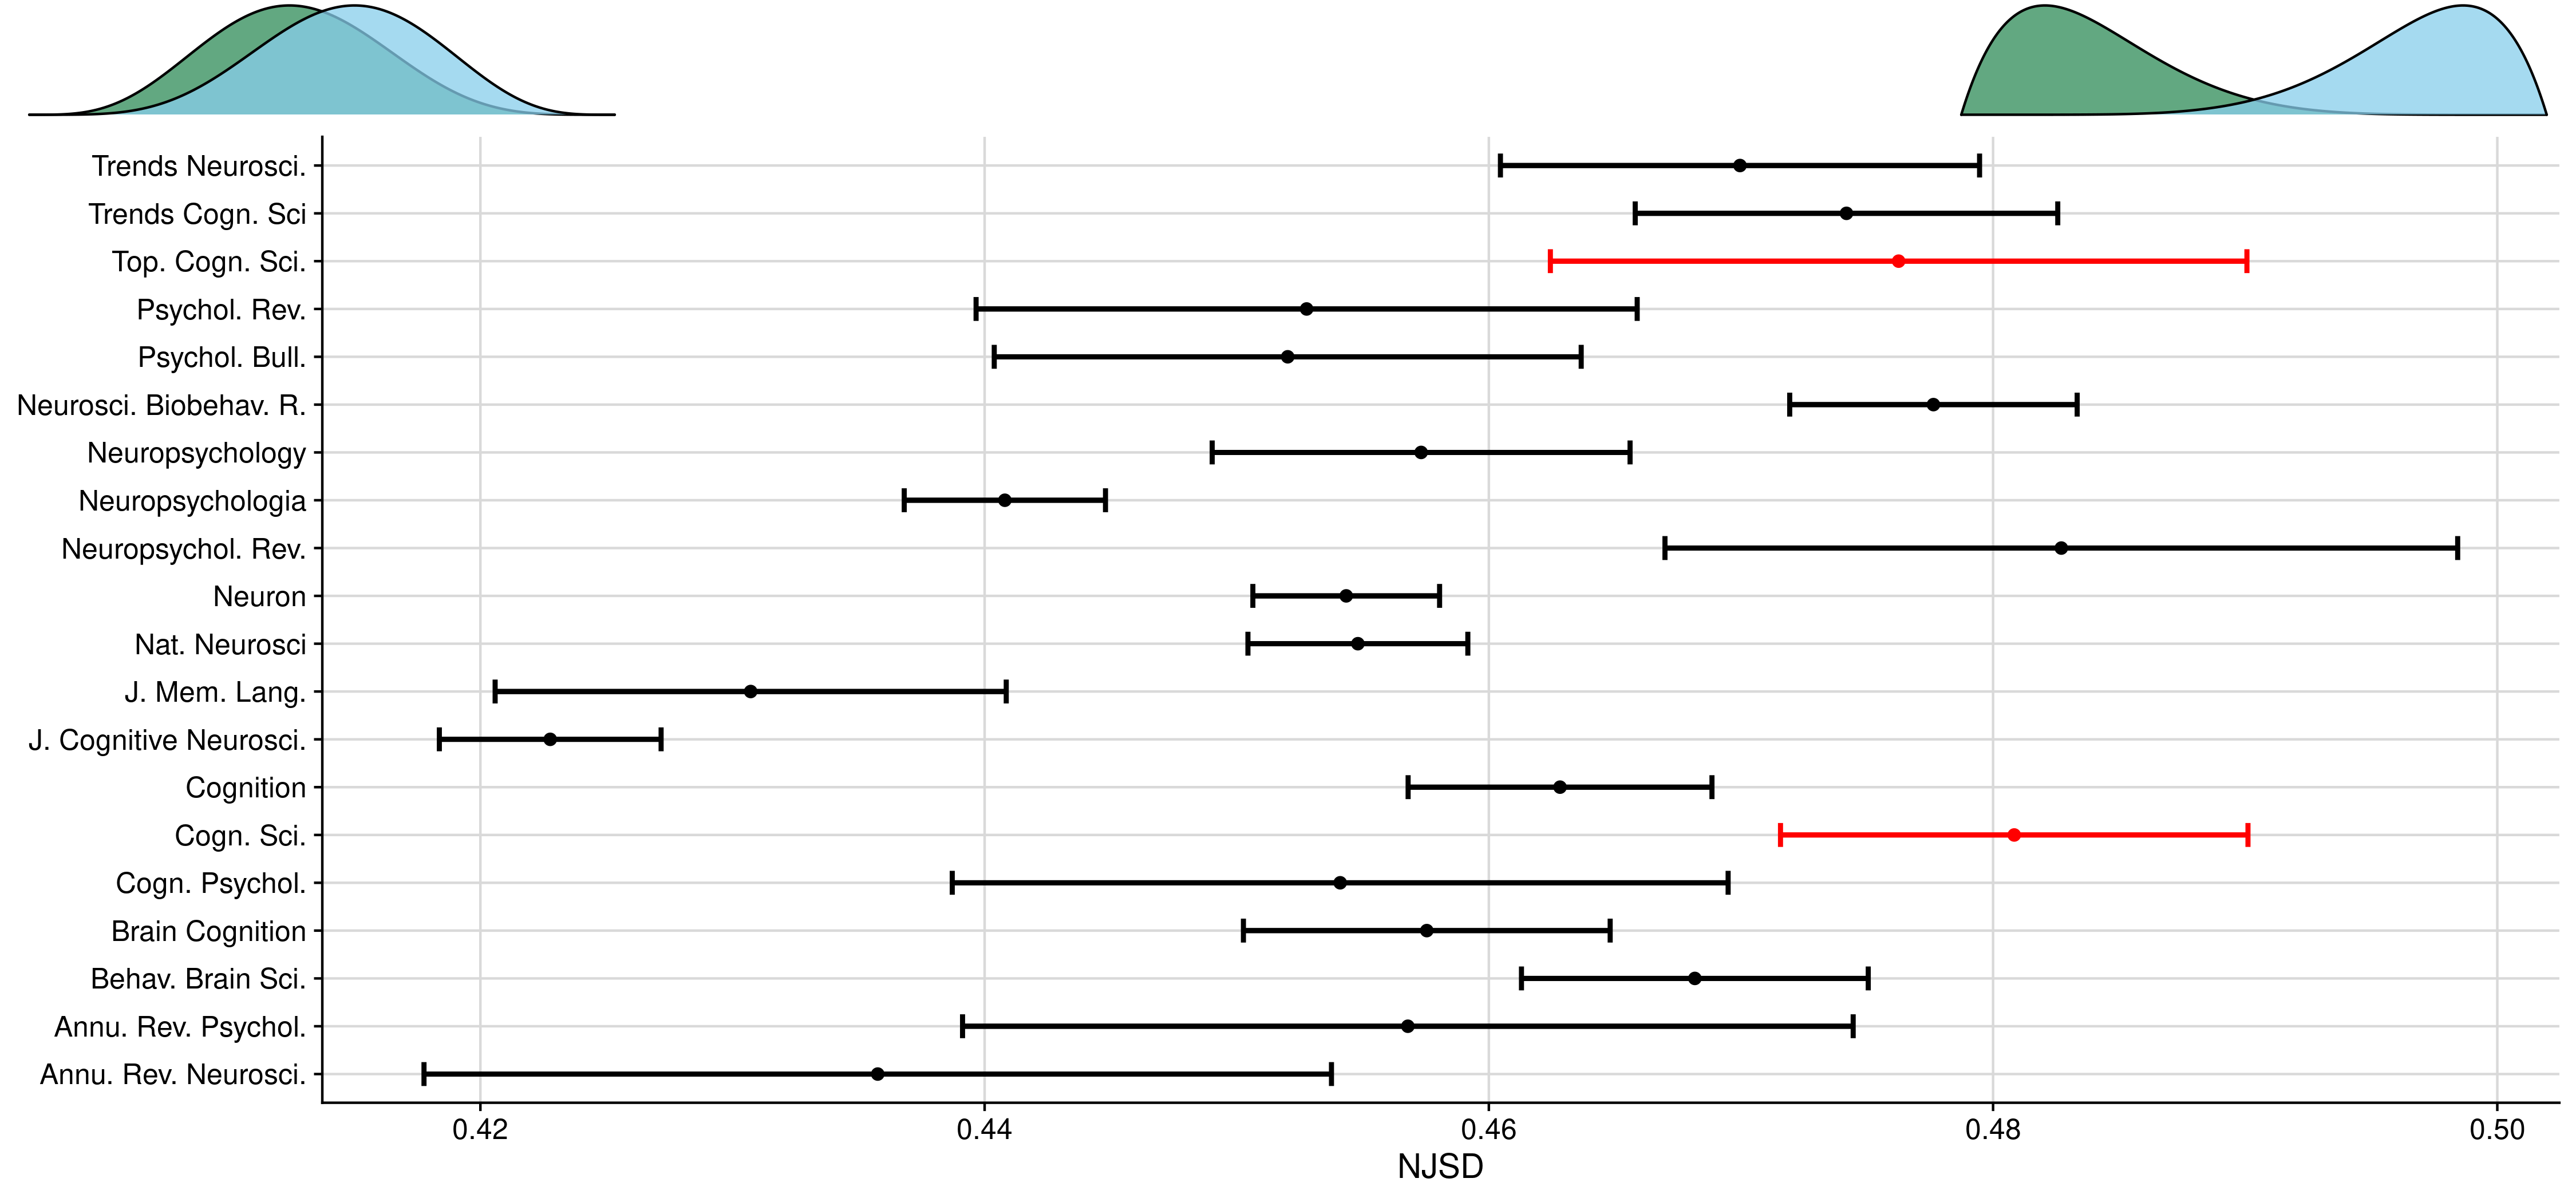 Trends Neurosci.
Trends Cogn. Sci
Top. Cogn. Sci.
Psychol. Rev.
Psychol. Bull.
Neurosci. Biobehav. R.
Neuropsychology
Neuropsychologia
Neuropsychol. Rev.
Neuron
Nat. Neurosci
J. Mem. Lang.
J. Cognitive Neurosci.
Cognition
Cogn. Sci.
Cogn. Psychol.
Brain Cognition
Behav. Brain Sci.
Annu. Rev. Psychol.
Annu. Rev. Neurosci.
0.42 0.44 0.46 0.48 0.50
NJSD